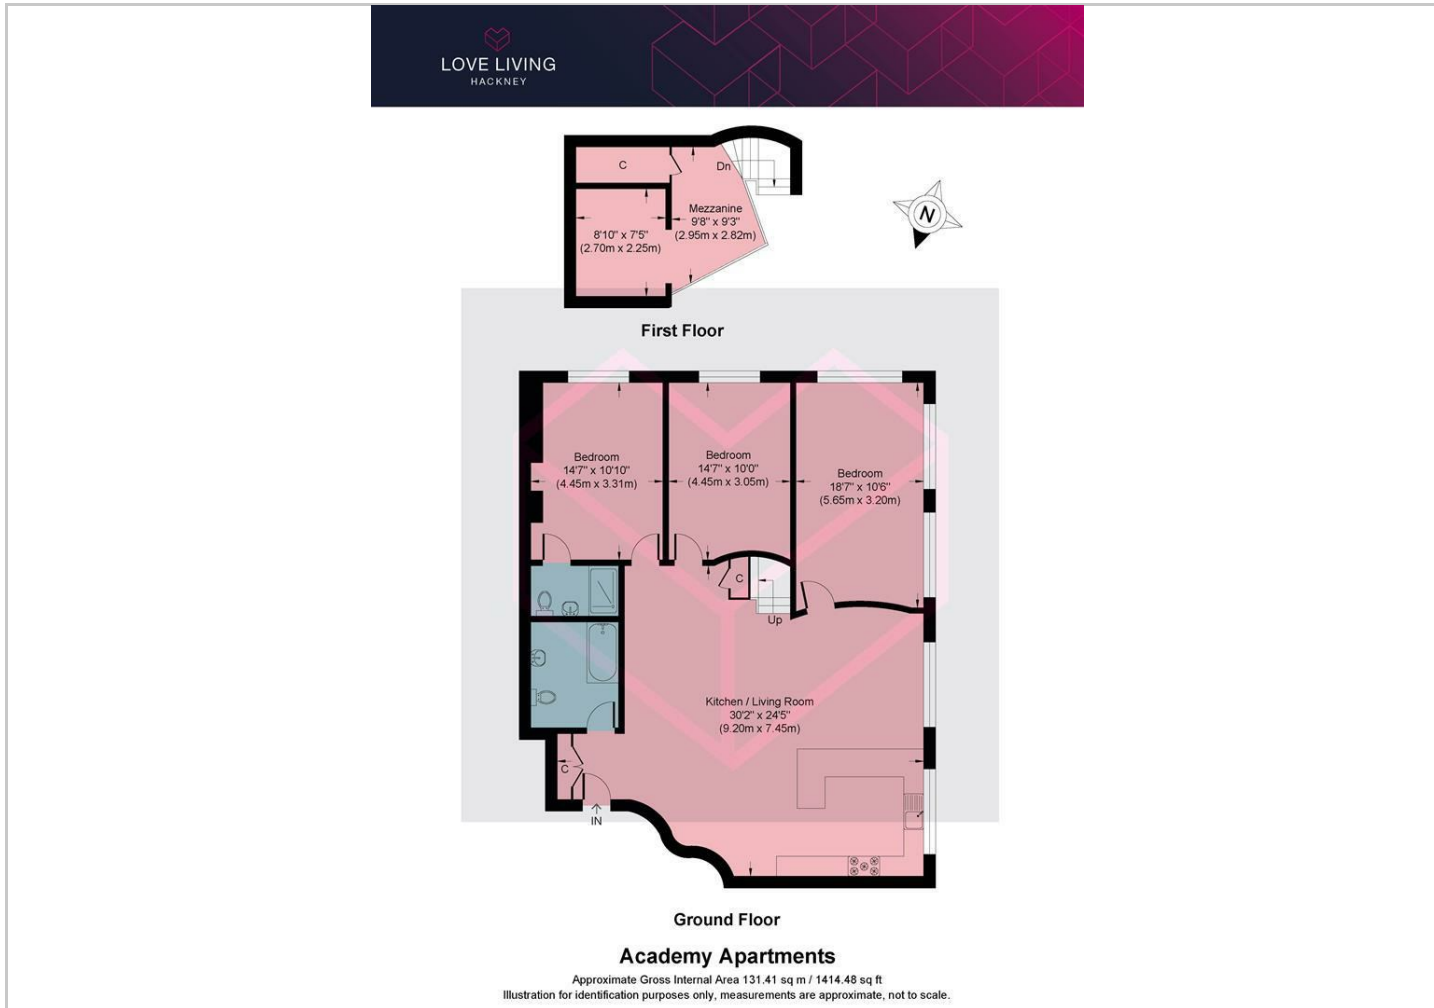 LOVE LIVING
HACKNEY
C
Dn
Mezzanine
9'8" x 9'3"
(2.95m x 2.82m)
8'10" x 7'5"
(2.70m x 2.25m)
N
First Floor
Bedroom
14'7" x 10'10"
(4.45m x 3.31m)
Bedroom
14'7" x 10'0"
(4.45m x 3.05m)
Bedroom
18'7" x 10'6"
(5.65m x 3.20m)
C
Up
Kitchen / Living Room
30'2" x 24'5"
(9.20m x 7.45m)
C
IN
Ground Floor
Academy Apartments
Approximate Gross Internal Area 131.41 sq m / 1414.48 sq ft
Illustration for identification purposes only, measurements are approximate, not to scale.